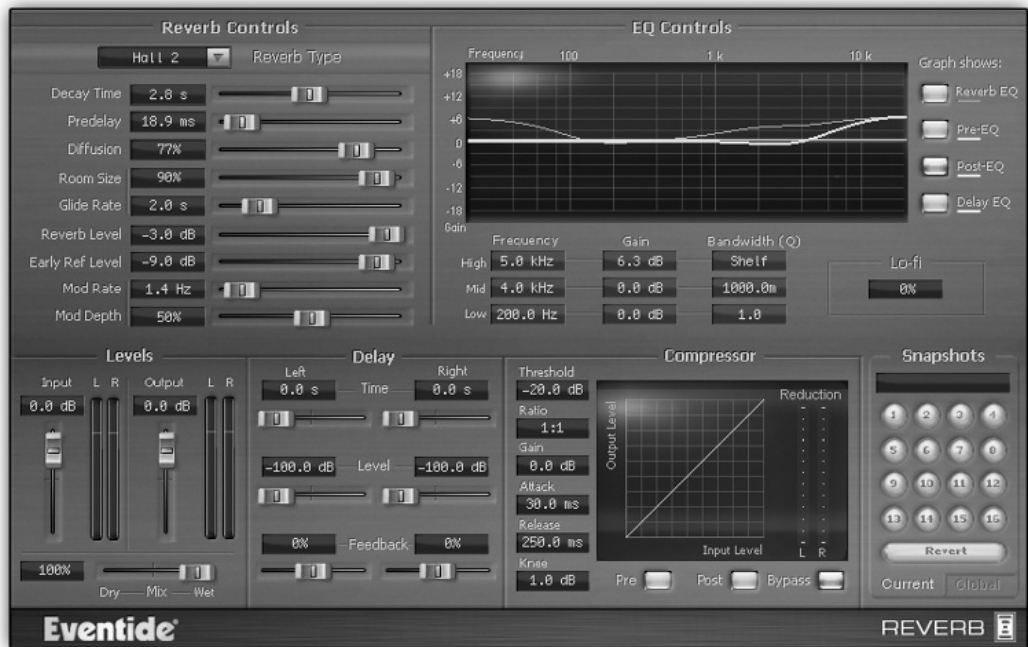 Reverb Controls
Hall 2 Reverb Type
Decay Time 2.8 s
Predelay 18.9 ms
Diffusion 77%
Room Size 90%
Glide Rate 2.0 s
Reverb Level -3.0 dB
Early Ref Level -9.0 dB
Mod Rate 1.4 Hz
Mod Depth 50%
EQ Controls
Frequency 100 1 k 10 k
+18
+12
+6
0
-6
-12
-18
Gain
Graph shows:
Reverb EQ
Pre-EQ
Post-EQ
Delay EQ
Frequency Gain Bandwidth (Q)
High 5.0 kHz 6.3 dB Shelf
Mid 4.0 kHz 0.0 dB 1000.0m
Low 200.0 Hz 0.0 dB 1.0
Lo-fi
0%
Levels
Input L R Output L R
0.0 dB 0.0 dB
100%
Dry Mix Wet
Delay
Left Right
0.0 s Time 0.0 s
-100.0 dB Level -100.0 dB
0% Feedback 0%
Compressor
Threshold
-20.0 dB
Ratio
1:1
Gain
0.0 dB
Attack
30.0 ms
Release
250.0 ms
Knee
1.0 dB
Output Level
Input Level
Reduction
L R
Pre Post Bypass
Snapshots
1 2 3 4
5 6 7 8
9 10 11 12
13 14 15 16
Revert
Current Global
Eventide®
REVERB